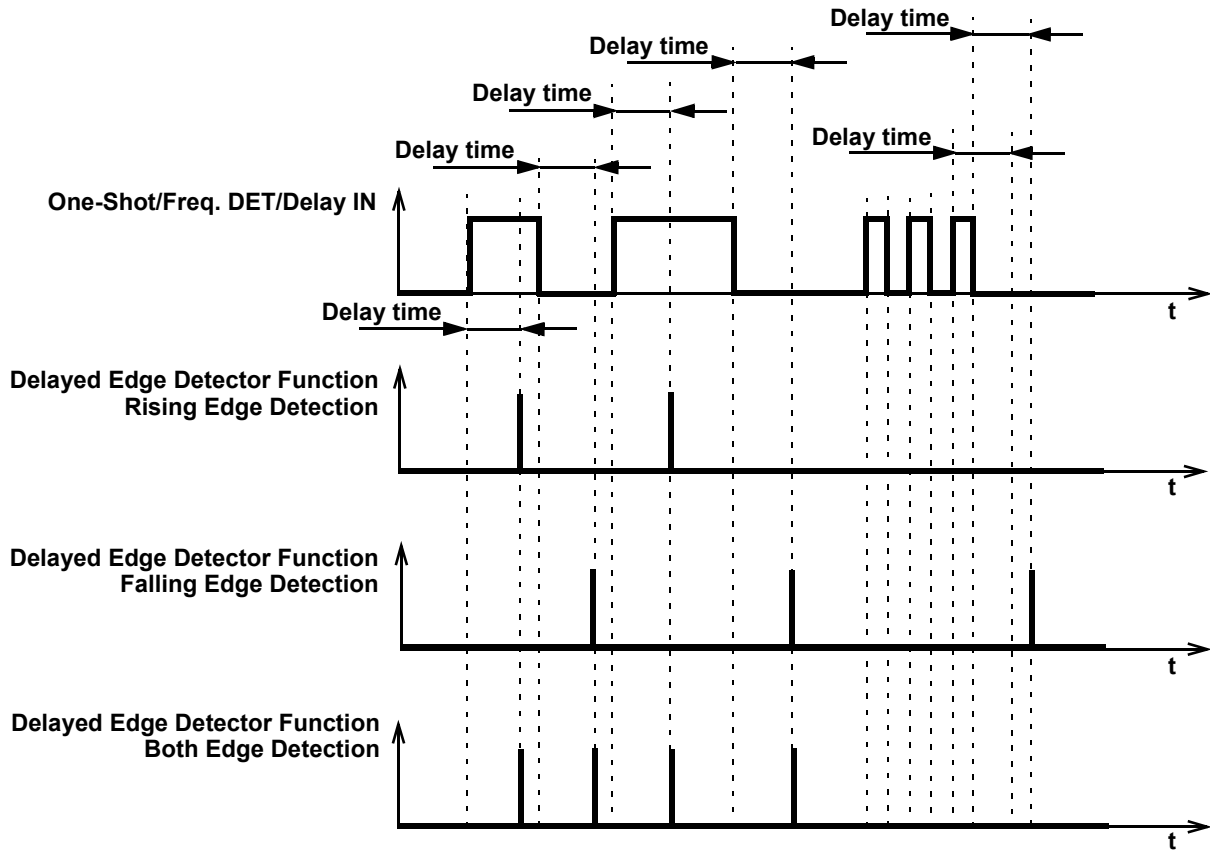 Delay time
Delay time
Delay time
Delay time
Delay time
One-Shot/Freq. DET/Delay IN
t
Delay time
Delayed Edge Detector Function
Rising Edge Detection
t
Delayed Edge Detector Function
Falling Edge Detection
t
Delayed Edge Detector Function
Both Edge Detection
t